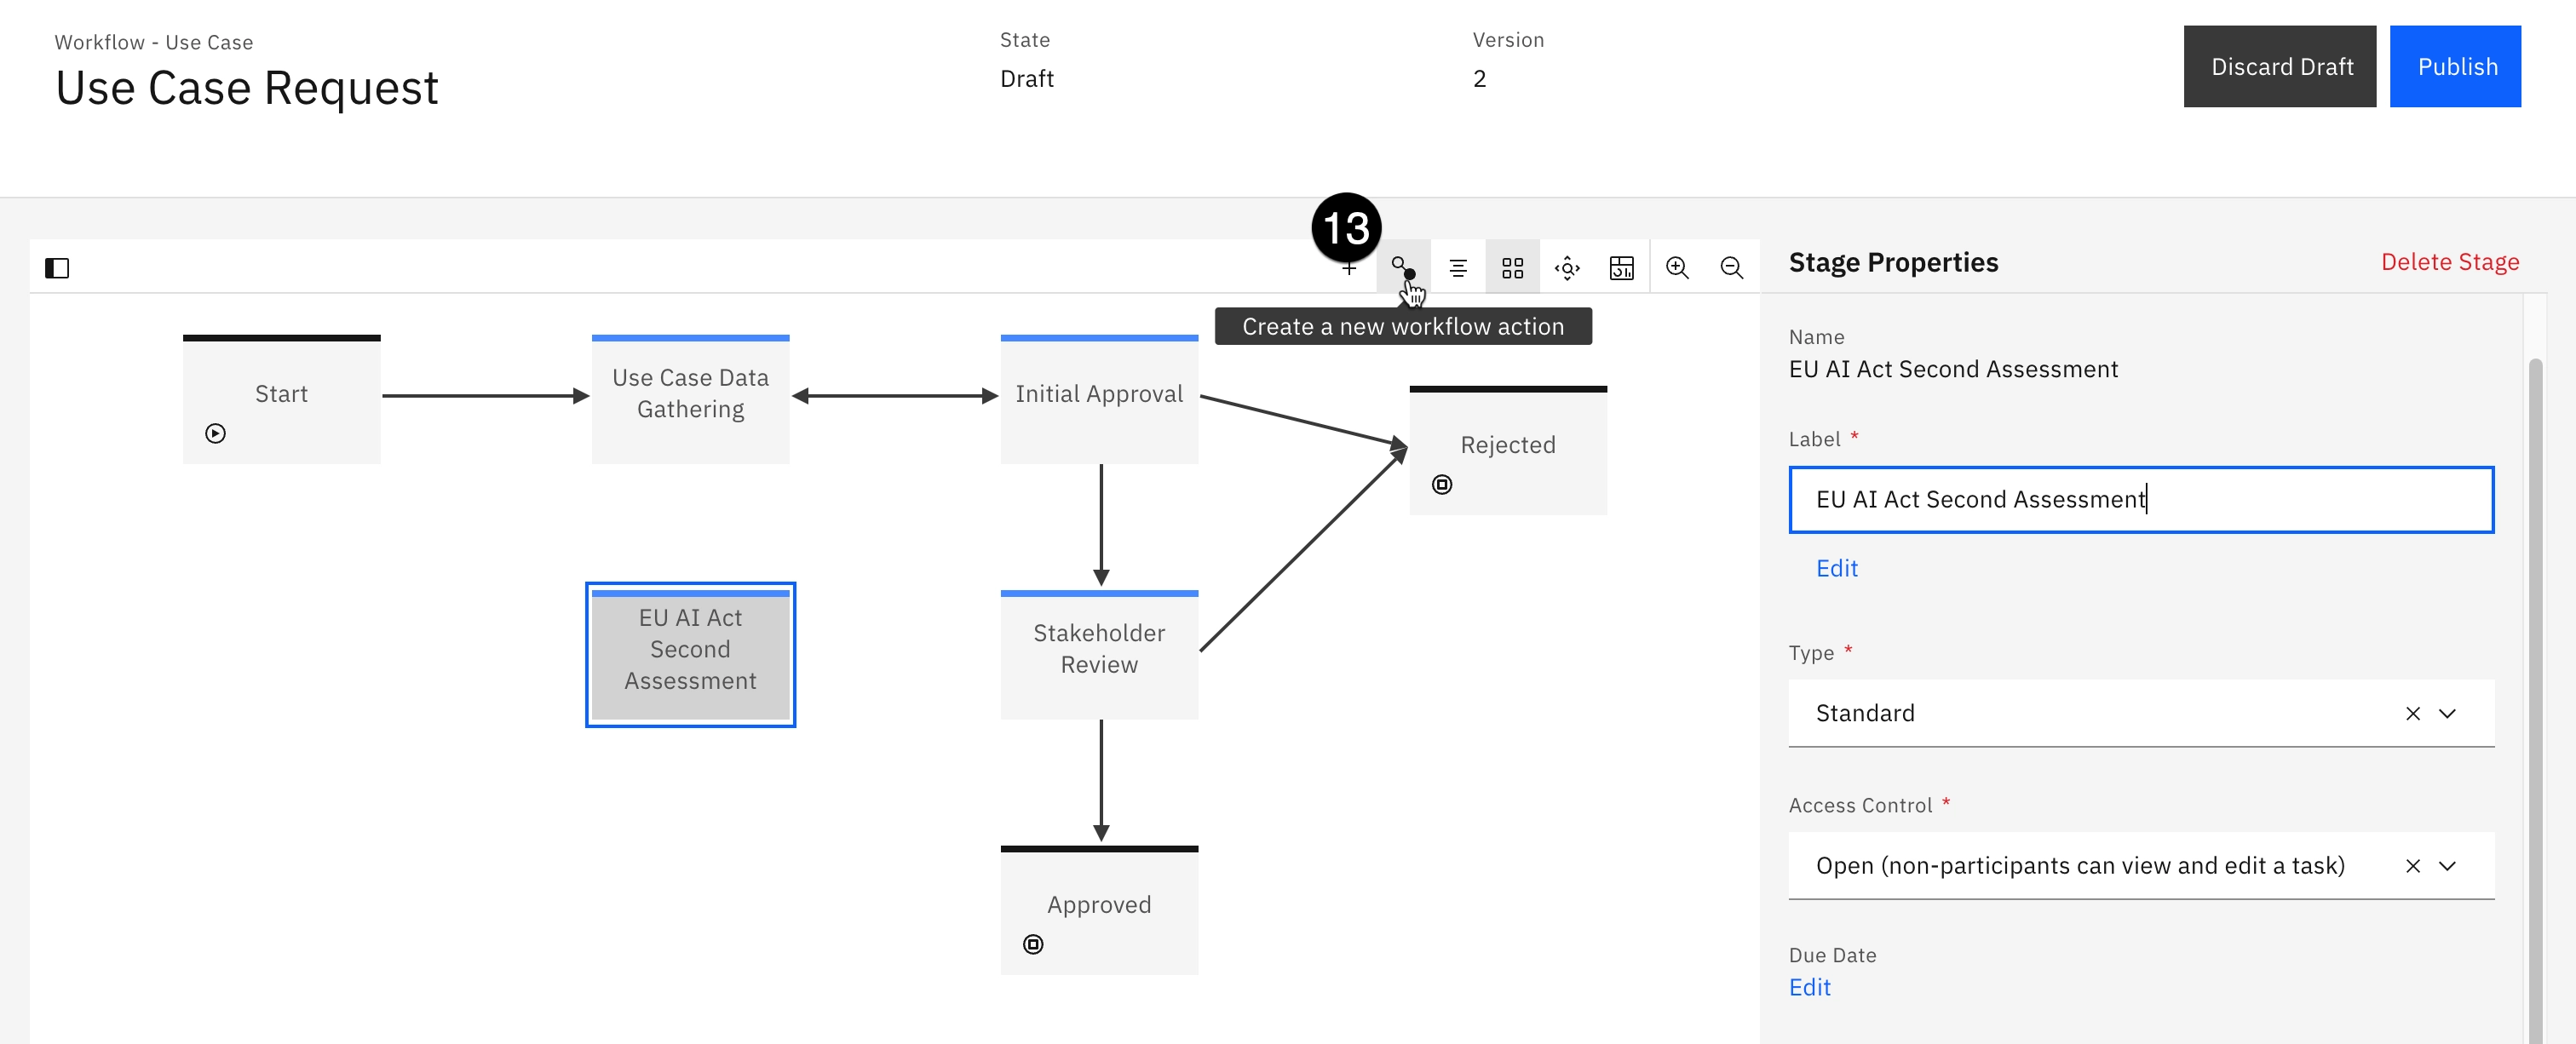 Workflow - Use Case
Use Case Request
State
Draft
Version
2
Discard Draft
Publish
13
Create a new workflow action
Start
Use Case Data
Gathering
Initial Approval
Rejected
EU AI Act
Second
Assessment
Stakeholder
Review
Approved
Stage Properties
Delete Stage
Name
EU AI Act Second Assessment
Label *
EU AI Act Second Assessment
Edit
Type *
Standard
Access Control *
Open (non-participants can view and edit a task)
Due Date
Edit